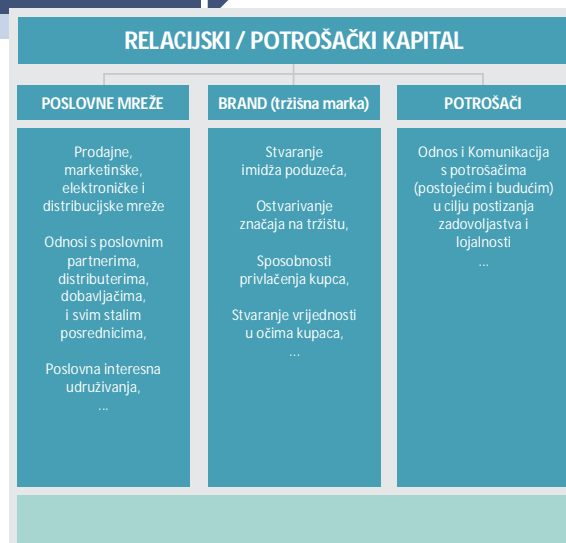 RELACIJSKI / POTROŠAČKI KAPITAL
POSLOVNE MREŽE
Prodajne,
marketinške,
elektroničke i
distribucijske mreže
Odnosi s poslovnim
partnerima,
distributerima,
dobavljačima,
i svim stalim
posrednicima,
Poslovna interesna
udruživanja,
...
BRAND (tržišna marka)
Stvaranje
imidža poduzeća,
Ostvarivanje
značaja na tržištu,
Sposobnosti
privlačenja kupca,
Stvaranje vrijednosti
u očima kupaca,
...
POTROŠAČI
Odnos i Komunikacija
s potrošačima
(postojećim i budućim)
u cilju postizanja
zadovoljastva i
lojalnosti
...